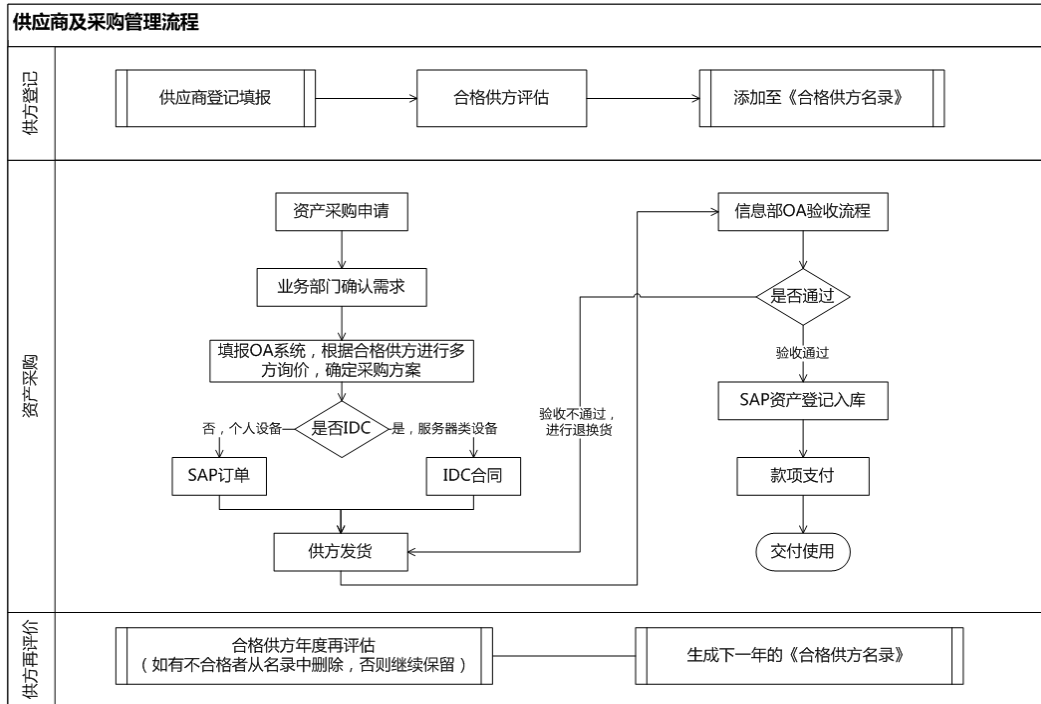 供应商及采购管理流程
供方登记
供应商登记填报
合格供方评估
添加至《合格供方名录》
资产采购
资产采购申请
业务部门确认需求
填报OA系统，根据合格供方进行多
方询价，确定采购方案
是否IDC
否，个人设备
是，服务器类设备
SAP订单
IDC合同
供方发货
信息部OA验收流程
是否通过
验收不通过，
进行退换货
验收通过
SAP资产登记入库
款项支付
交付使用
供方再评价
合格供方年度再评估
（如有不合格者从名录中删除，否则继续保留）
生成下一年的《合格供方名录》